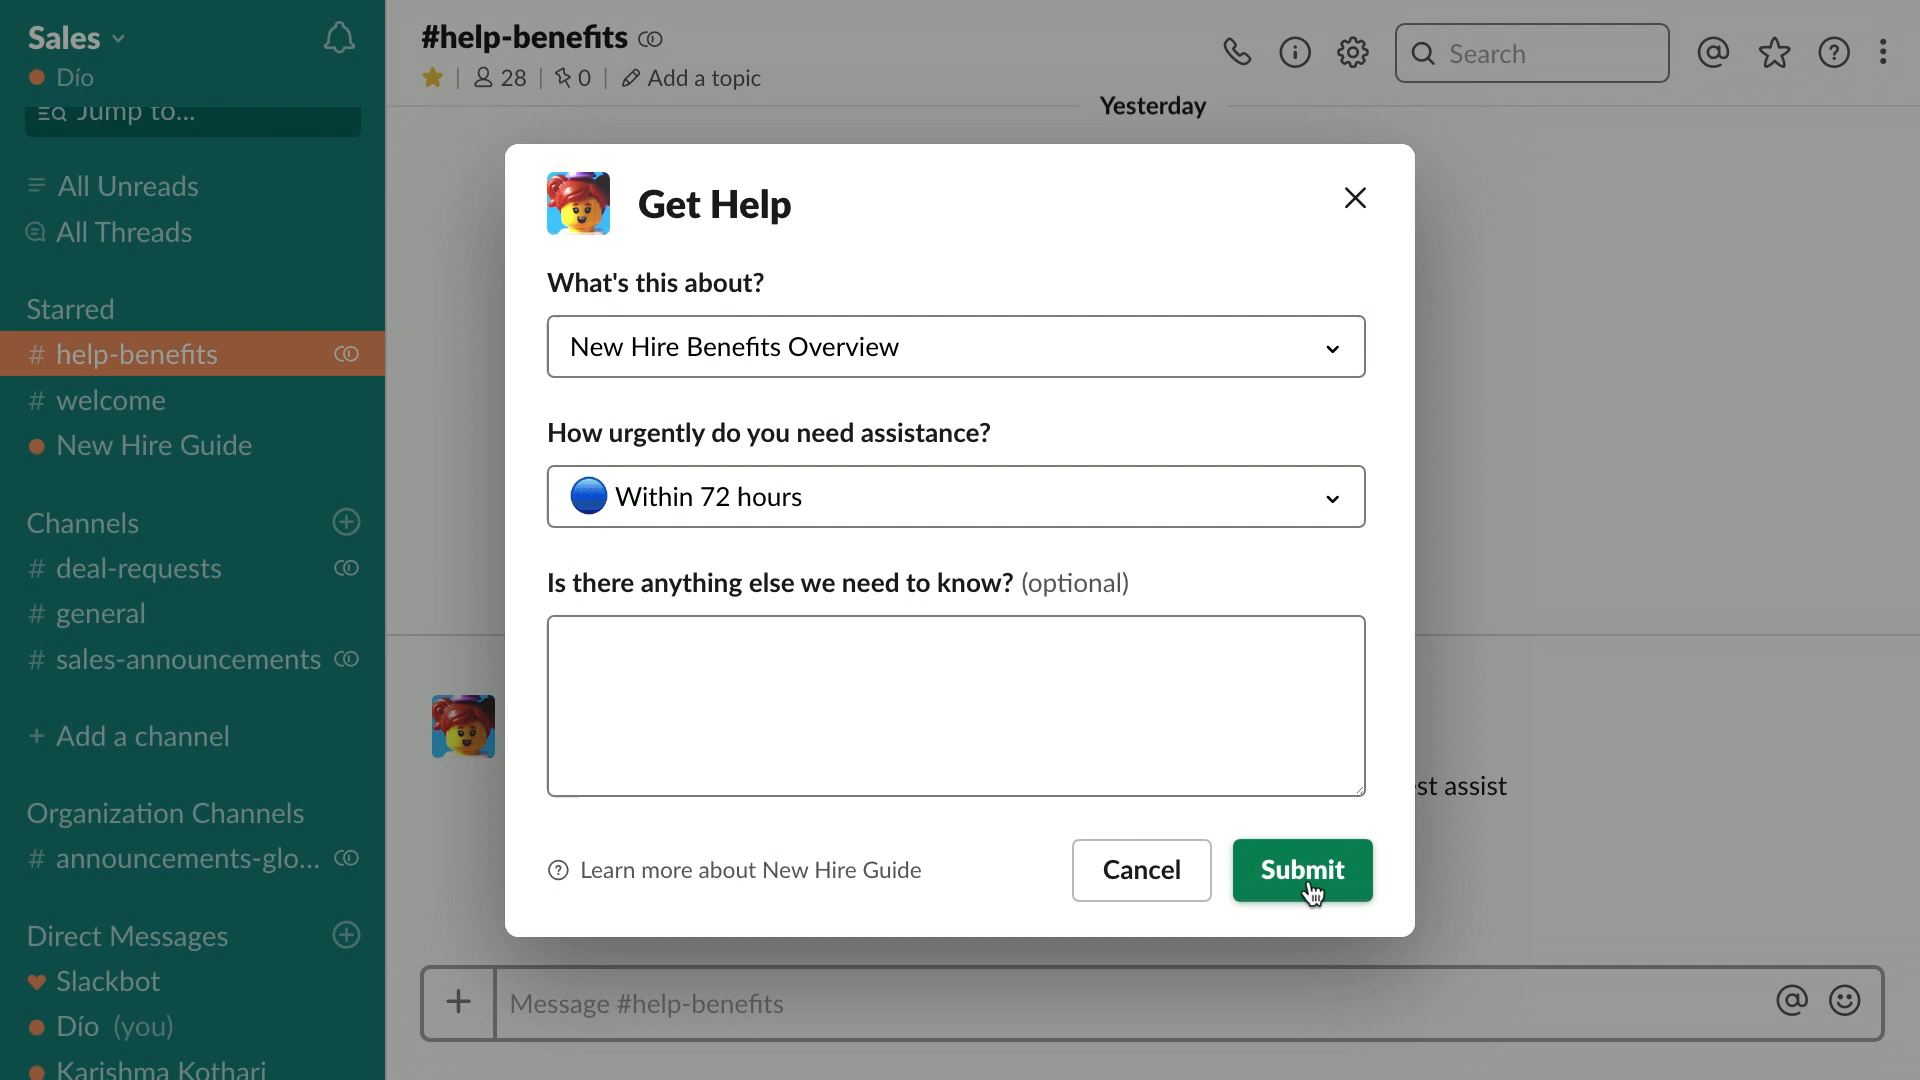 Sales
Dío
Jump to...
All Unreads
All Threads
Starred
# help-benefits
# welcome
New Hire Guide
Channels
# deal-requests
# general
# sales-announcements
+ Add a channel
Organization Channels
# announcements-glo...
Direct Messages
Slackbot
Dío (you)
Karishma Kothari
#help-benefits
28 | 0 | Add a topic
Search
Yesterday
Get Help
What's this about?
New Hire Benefits Overview
How urgently do you need assistance?
Within 72 hours
Is there anything else we need to know? (optional)
st assist
Learn more about New Hire Guide
Cancel
Submit
Message #help-benefits